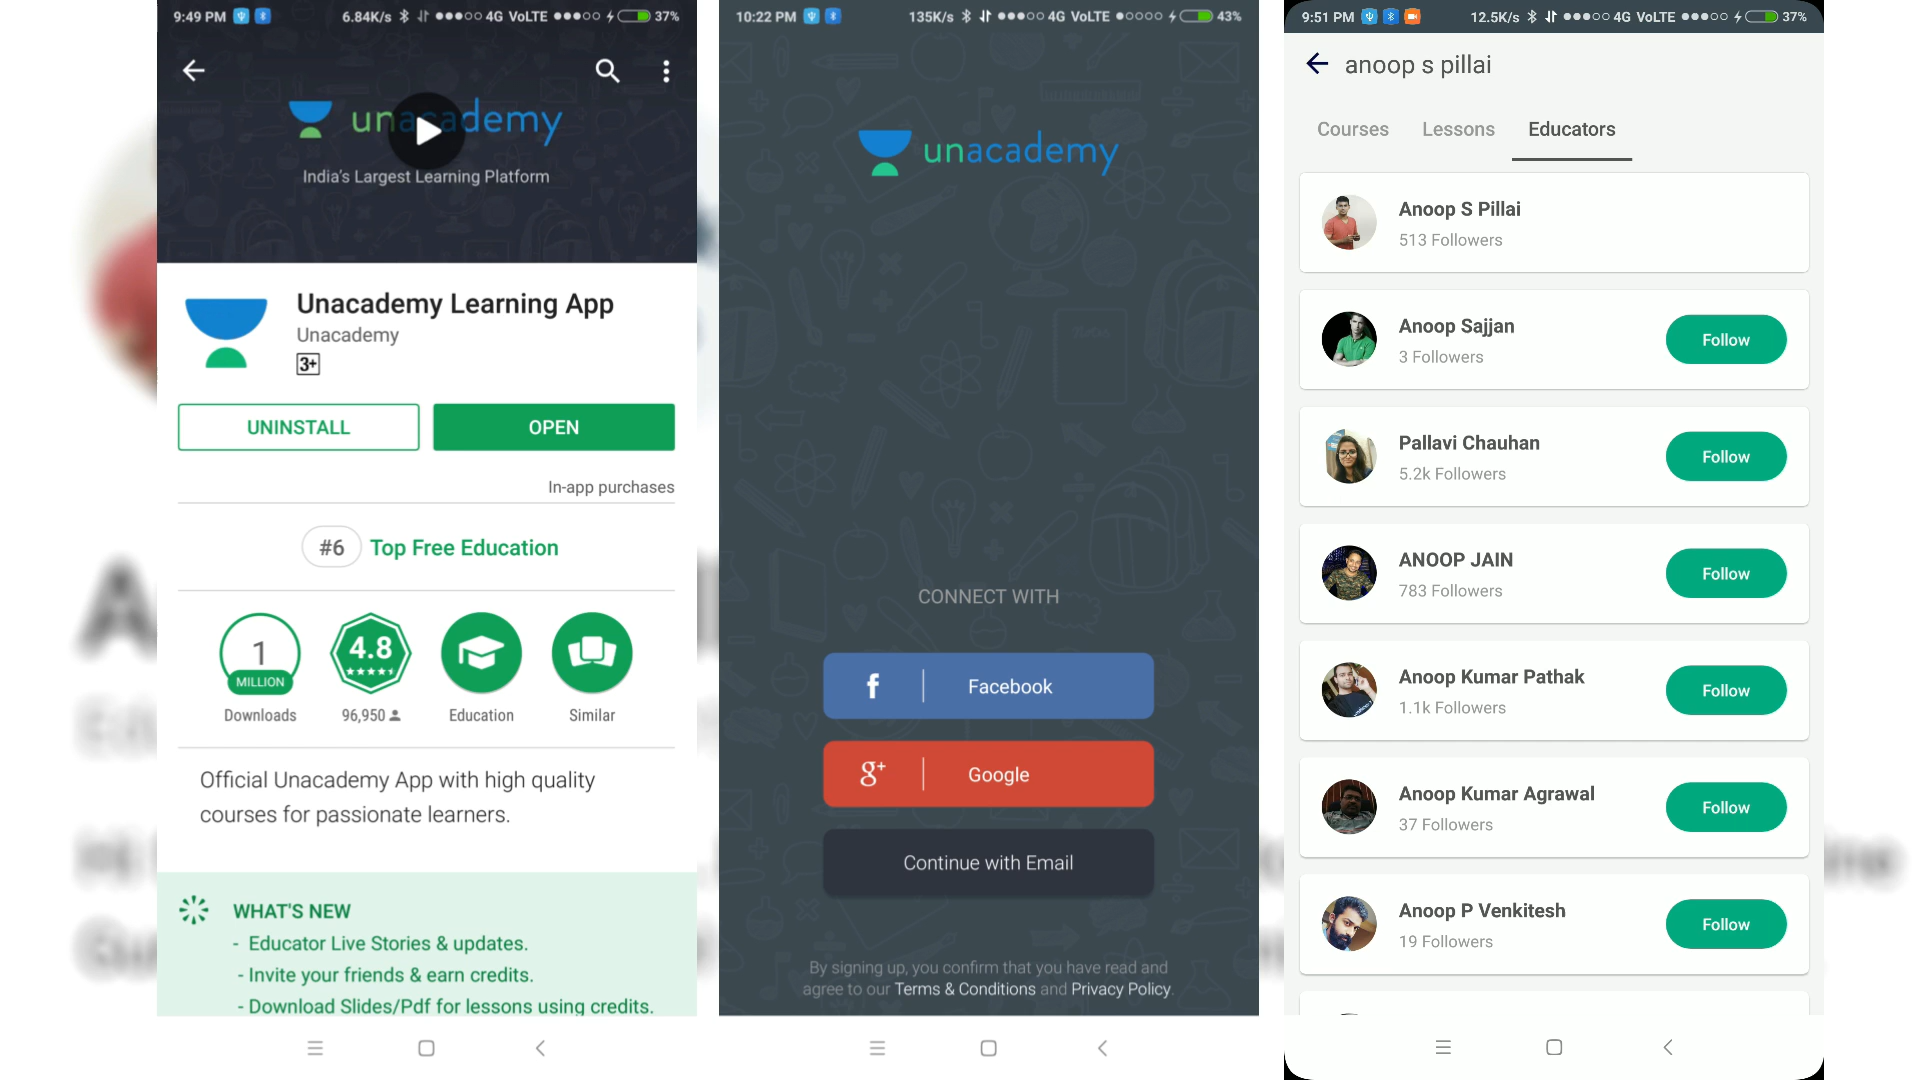 9:49 PM 6.84K/s 4G VoLTE 37%
unacademy
India's Largest Learning Platform
Unacademy Learning App
Unacademy
3+
UNINSTALL OPEN
In-app purchases
#6 Top Free Education
1 MILLION 4.8
Downloads 96,950 Education Similar
Official Unacademy App with high quality
courses for passionate learners.
WHAT'S NEW
- Educator Live Stories & updates.
- Invite your friends & earn credits.
- Download Slides/Pdf for lessons using credits.
10:22 PM 135K/s 4G VoLTE 43%
unacademy
CONNECT WITH
f Facebook
g+ Google
Continue with Email
By signing up, you confirm that you have read and
agree to our Terms & Conditions and Privacy Policy.
9:51 PM 12.5K/s 4G VoLTE 37%
anoop s pillai
Courses Lessons Educators
Anoop S Pillai
513 Followers
Anoop Sajjan
3 Followers
Follow
Pallavi Chauhan
5.2k Followers
Follow
ANOOP JAIN
783 Followers
Follow
Anoop Kumar Pathak
1.1k Followers
Follow
Anoop Kumar Agrawal
37 Followers
Follow
Anoop P Venkitesh
19 Followers
Follow